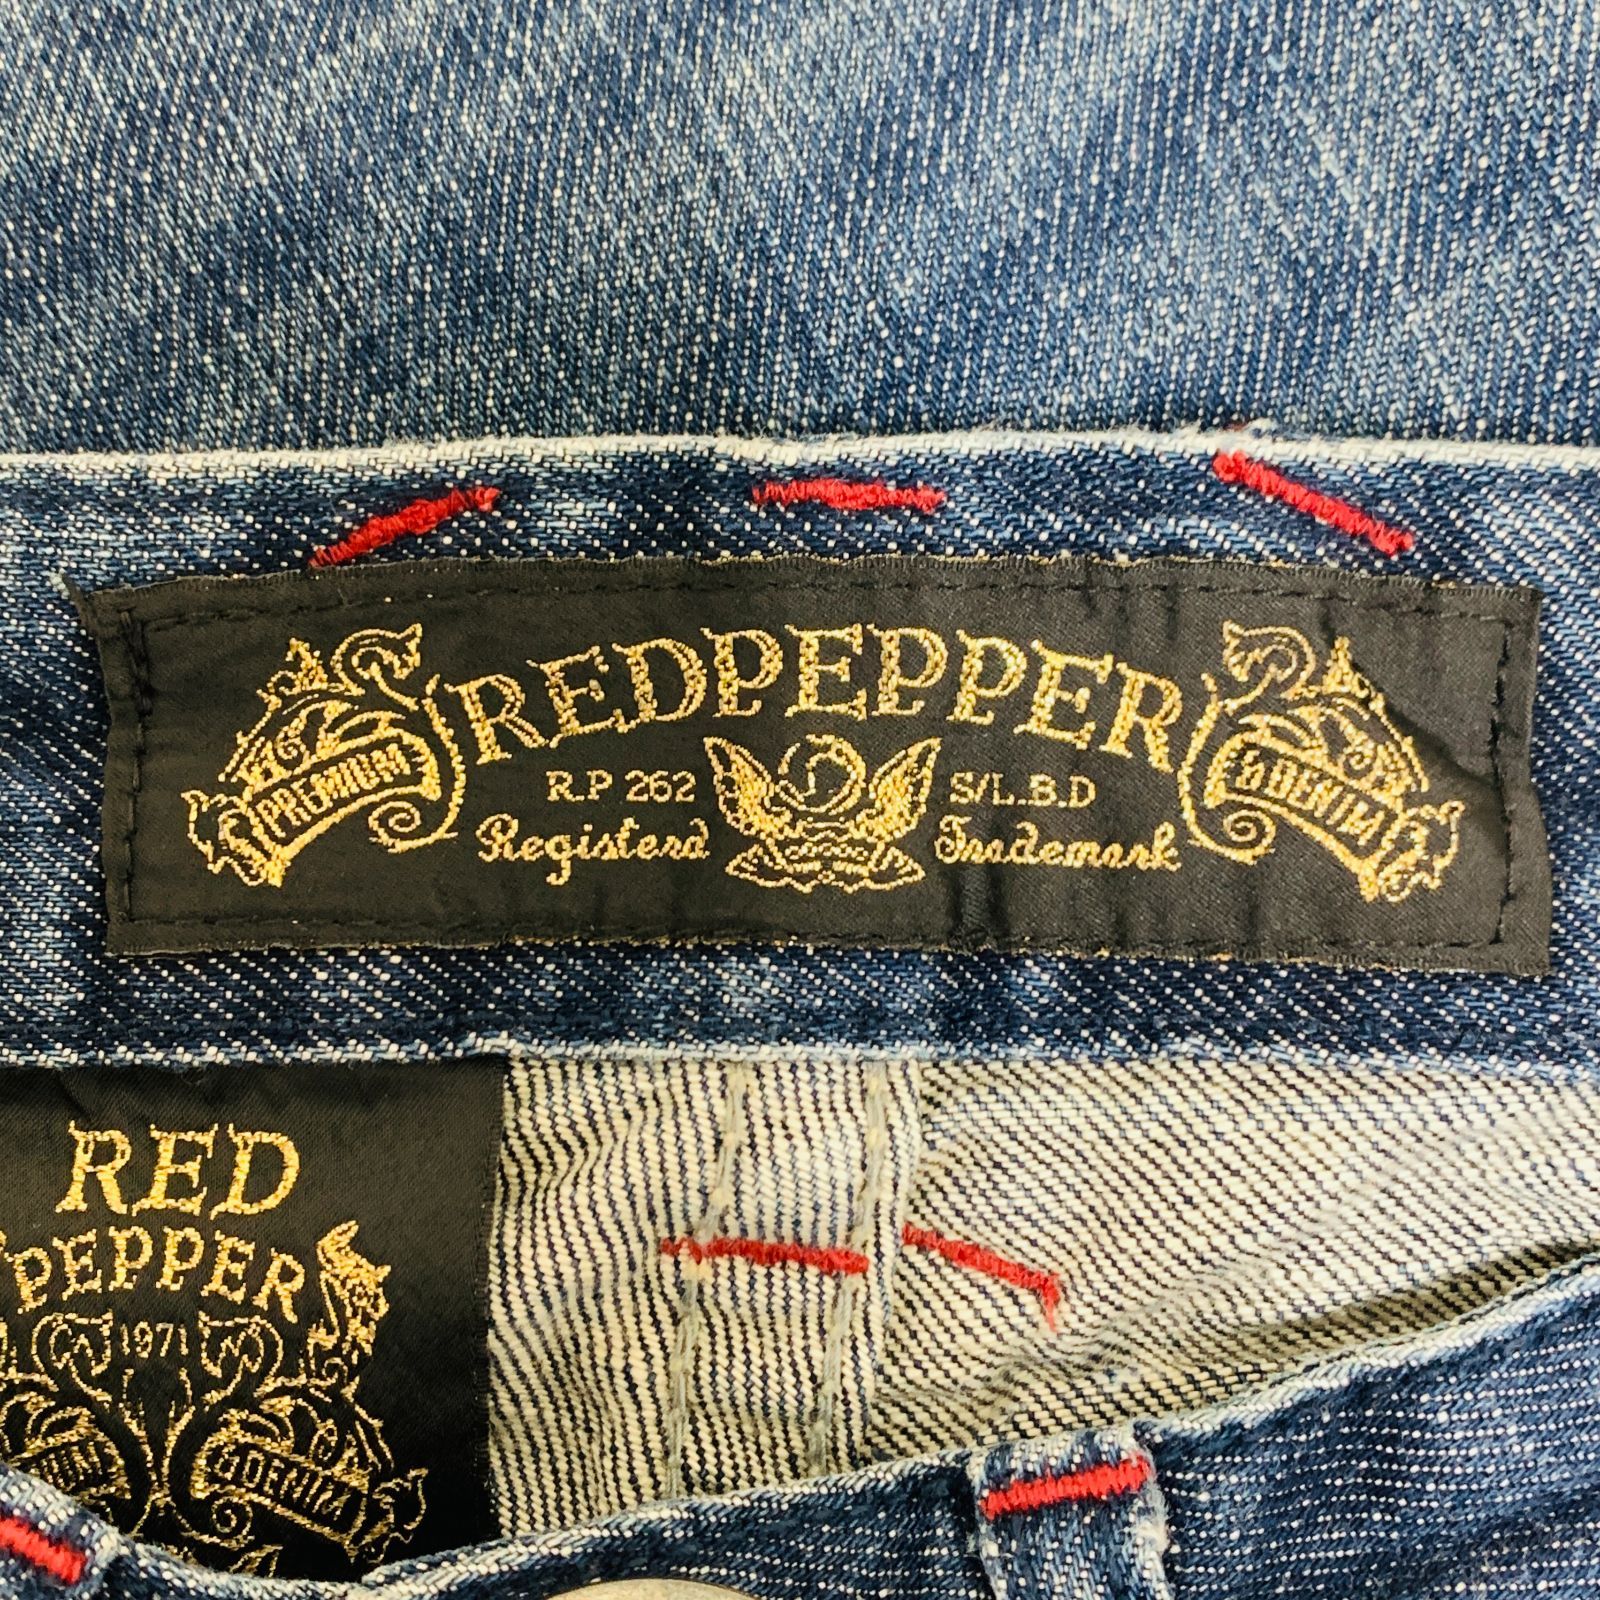 REDPEPPER
PREMIUM
R.P 262
S/L.B.D
DENIM
Registerd
Trademark
RED
PEPPER
1971
DENIM